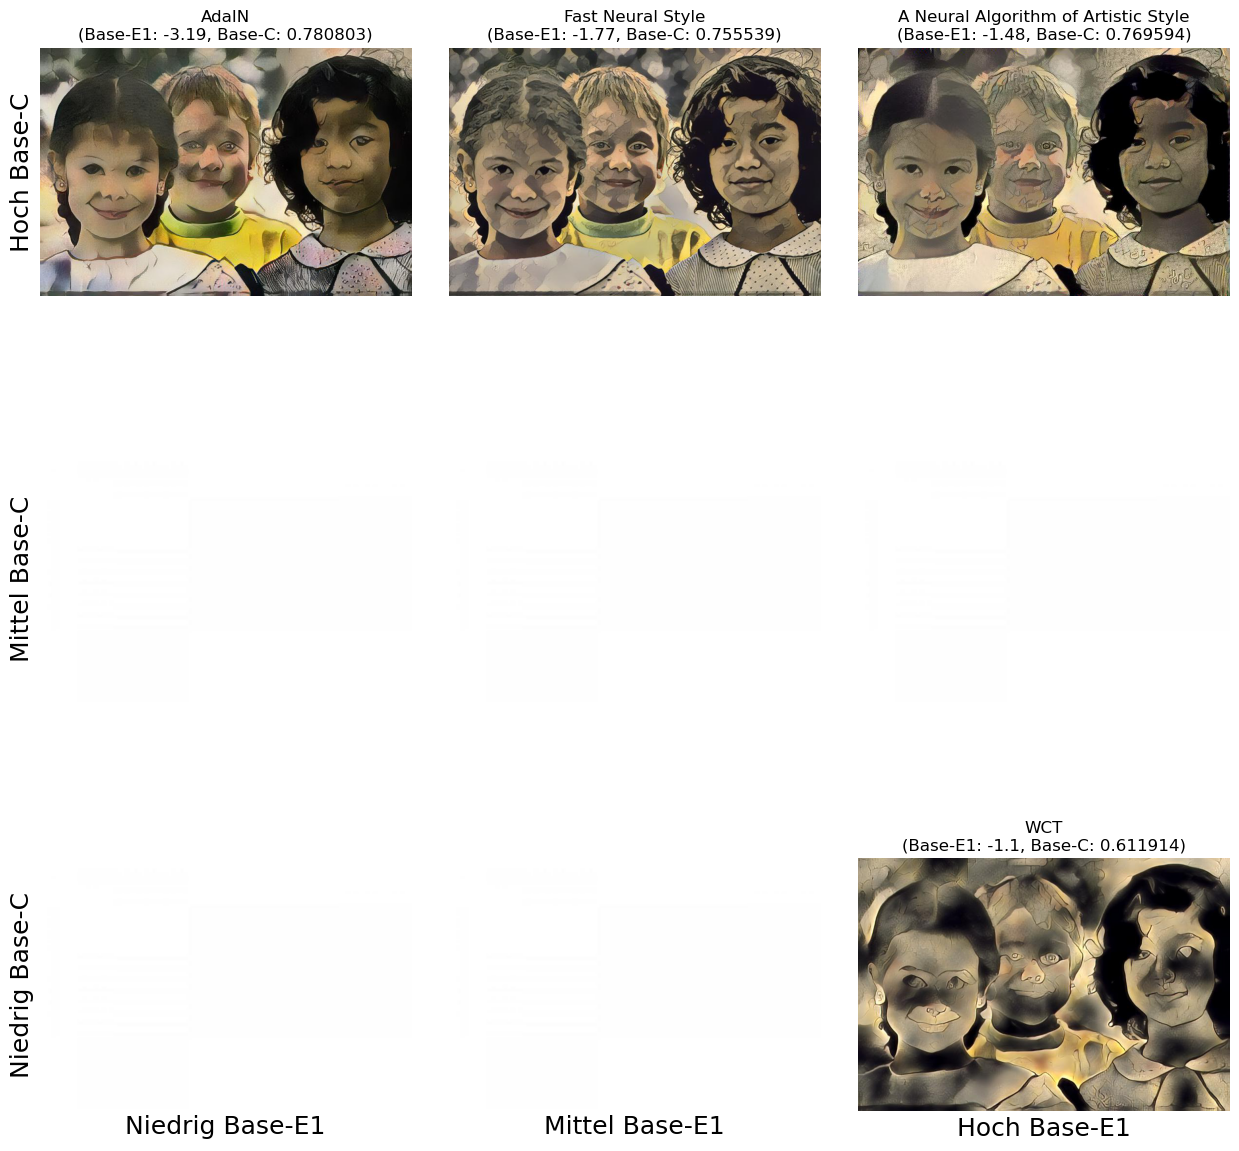 AdaIN
(Base-E1: -3.19, Base-C: 0.780803)
Fast Neural Style
(Base-E1: -1.77, Base-C: 0.755539)
A Neural Algorithm of Artistic Style
(Base-E1: -1.48, Base-C: 0.769594)
Hoch Base-C
Mittel Base-C
WCT
(Base-E1: -1.1, Base-C: 0.611914)
Niedrig Base-C
Niedrig Base-E1
Mittel Base-E1
Hoch Base-E1